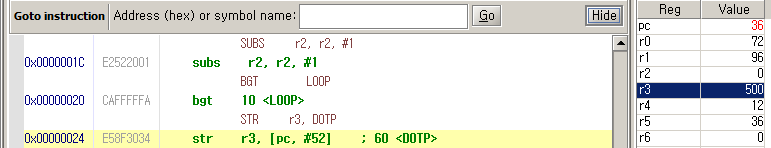 Goto instruction Address (hex) or symbol name: Go Hide
SUBS r2, r2, #1
0x0000001C E2522001 subs r2, r2, #1
BGT LOOP
0x00000020 CAFFFFFA bgt 10 <LOOP>
STR r3, DOTP
0x00000024 E58F3034 str r3, [pc, #52] ; 60 <DOTP>
Reg Value
pc 36
r0 72
r1 96
r2 0
r3 500
r4 12
r5 36
r6 0